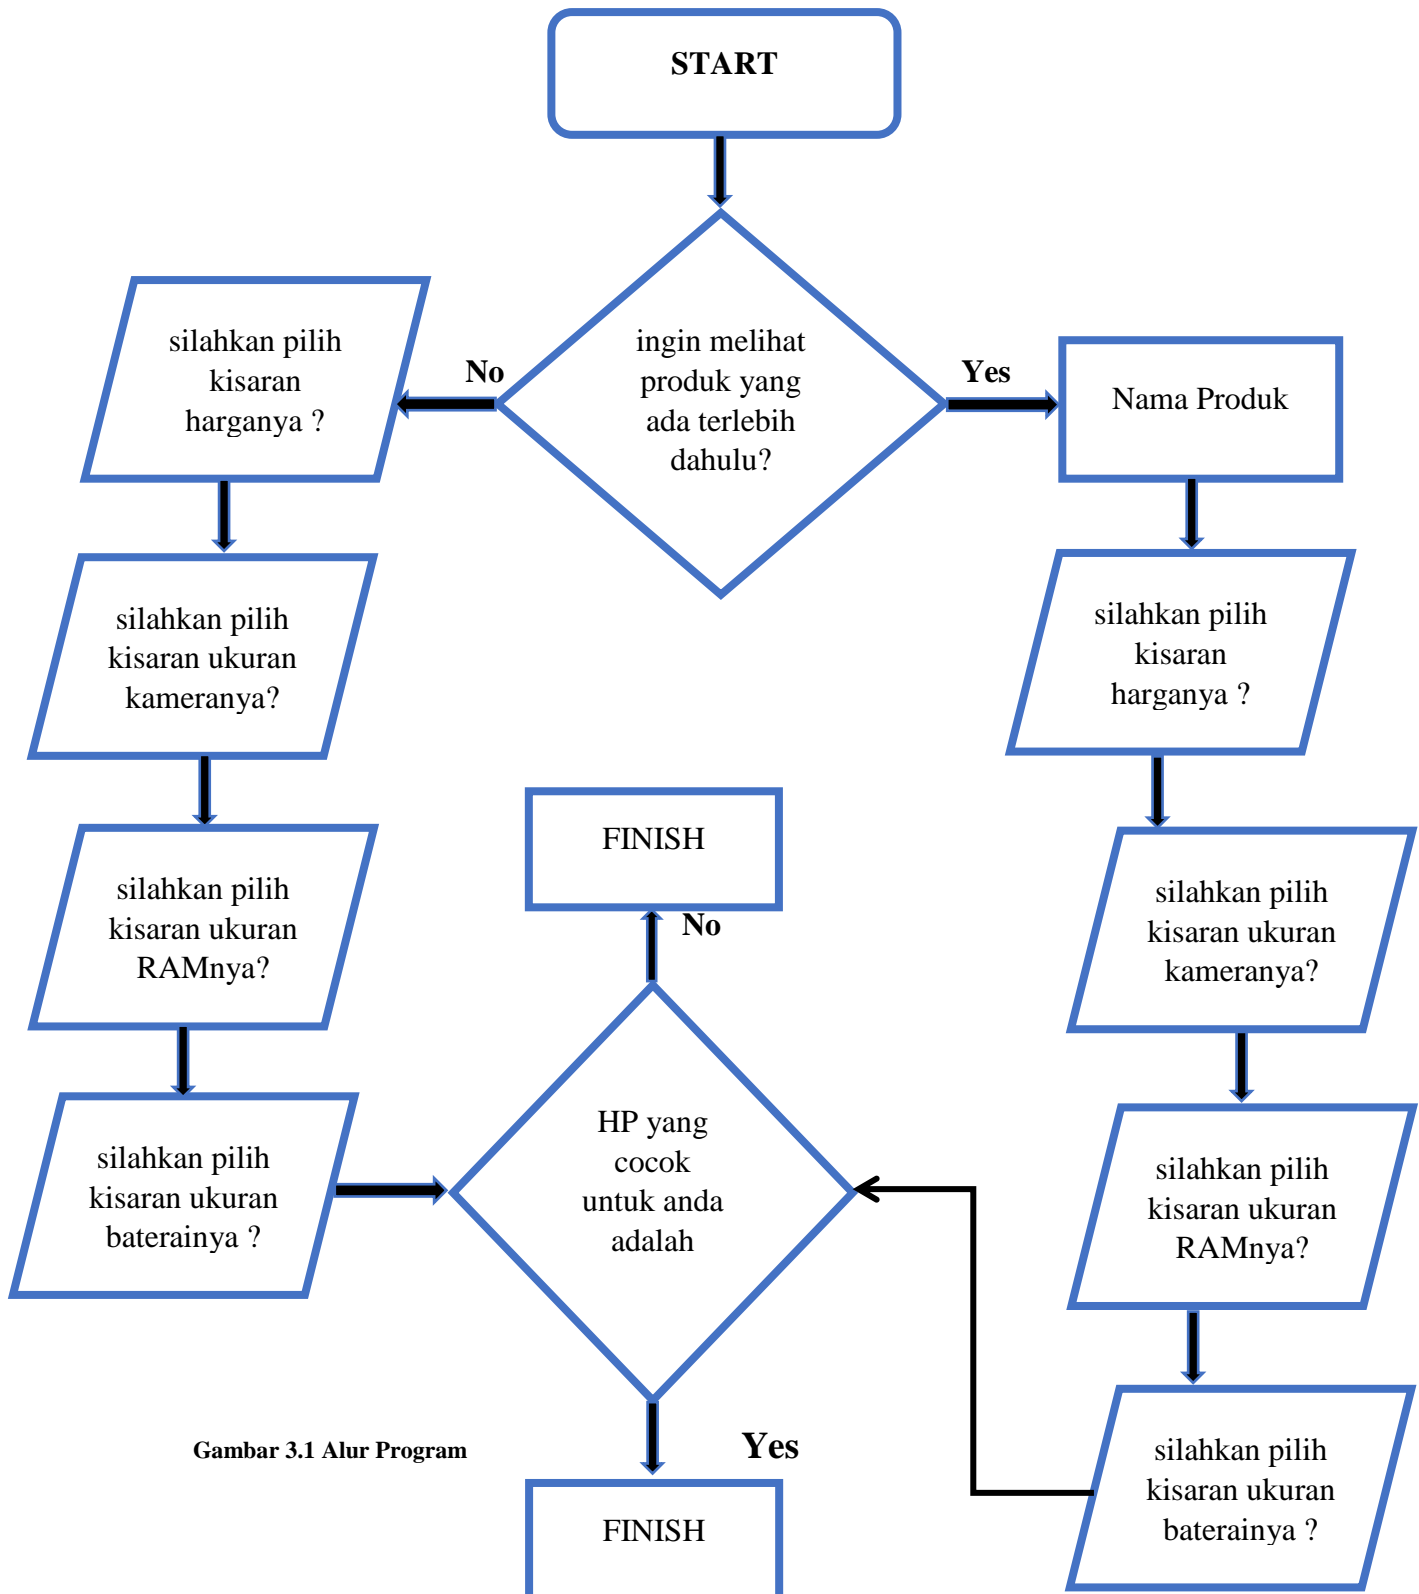 START
ingin melihat
produk yang
ada terlebih
dahulu?
No
Yes
silahkan pilih
kisaran
harganya ?
silahkan pilih
kisaran ukuran
kameranya?
silahkan pilih
kisaran ukuran
RAMnya?
silahkan pilih
kisaran ukuran
baterainya ?
Nama Produk
silahkan pilih
kisaran
harganya ?
silahkan pilih
kisaran ukuran
kameranya?
silahkan pilih
kisaran ukuran
RAMnya?
silahkan pilih
kisaran ukuran
baterainya ?
FINISH
No
HP yang
cocok
untuk anda
adalah
Yes
FINISH
Gambar 3.1 Alur Program